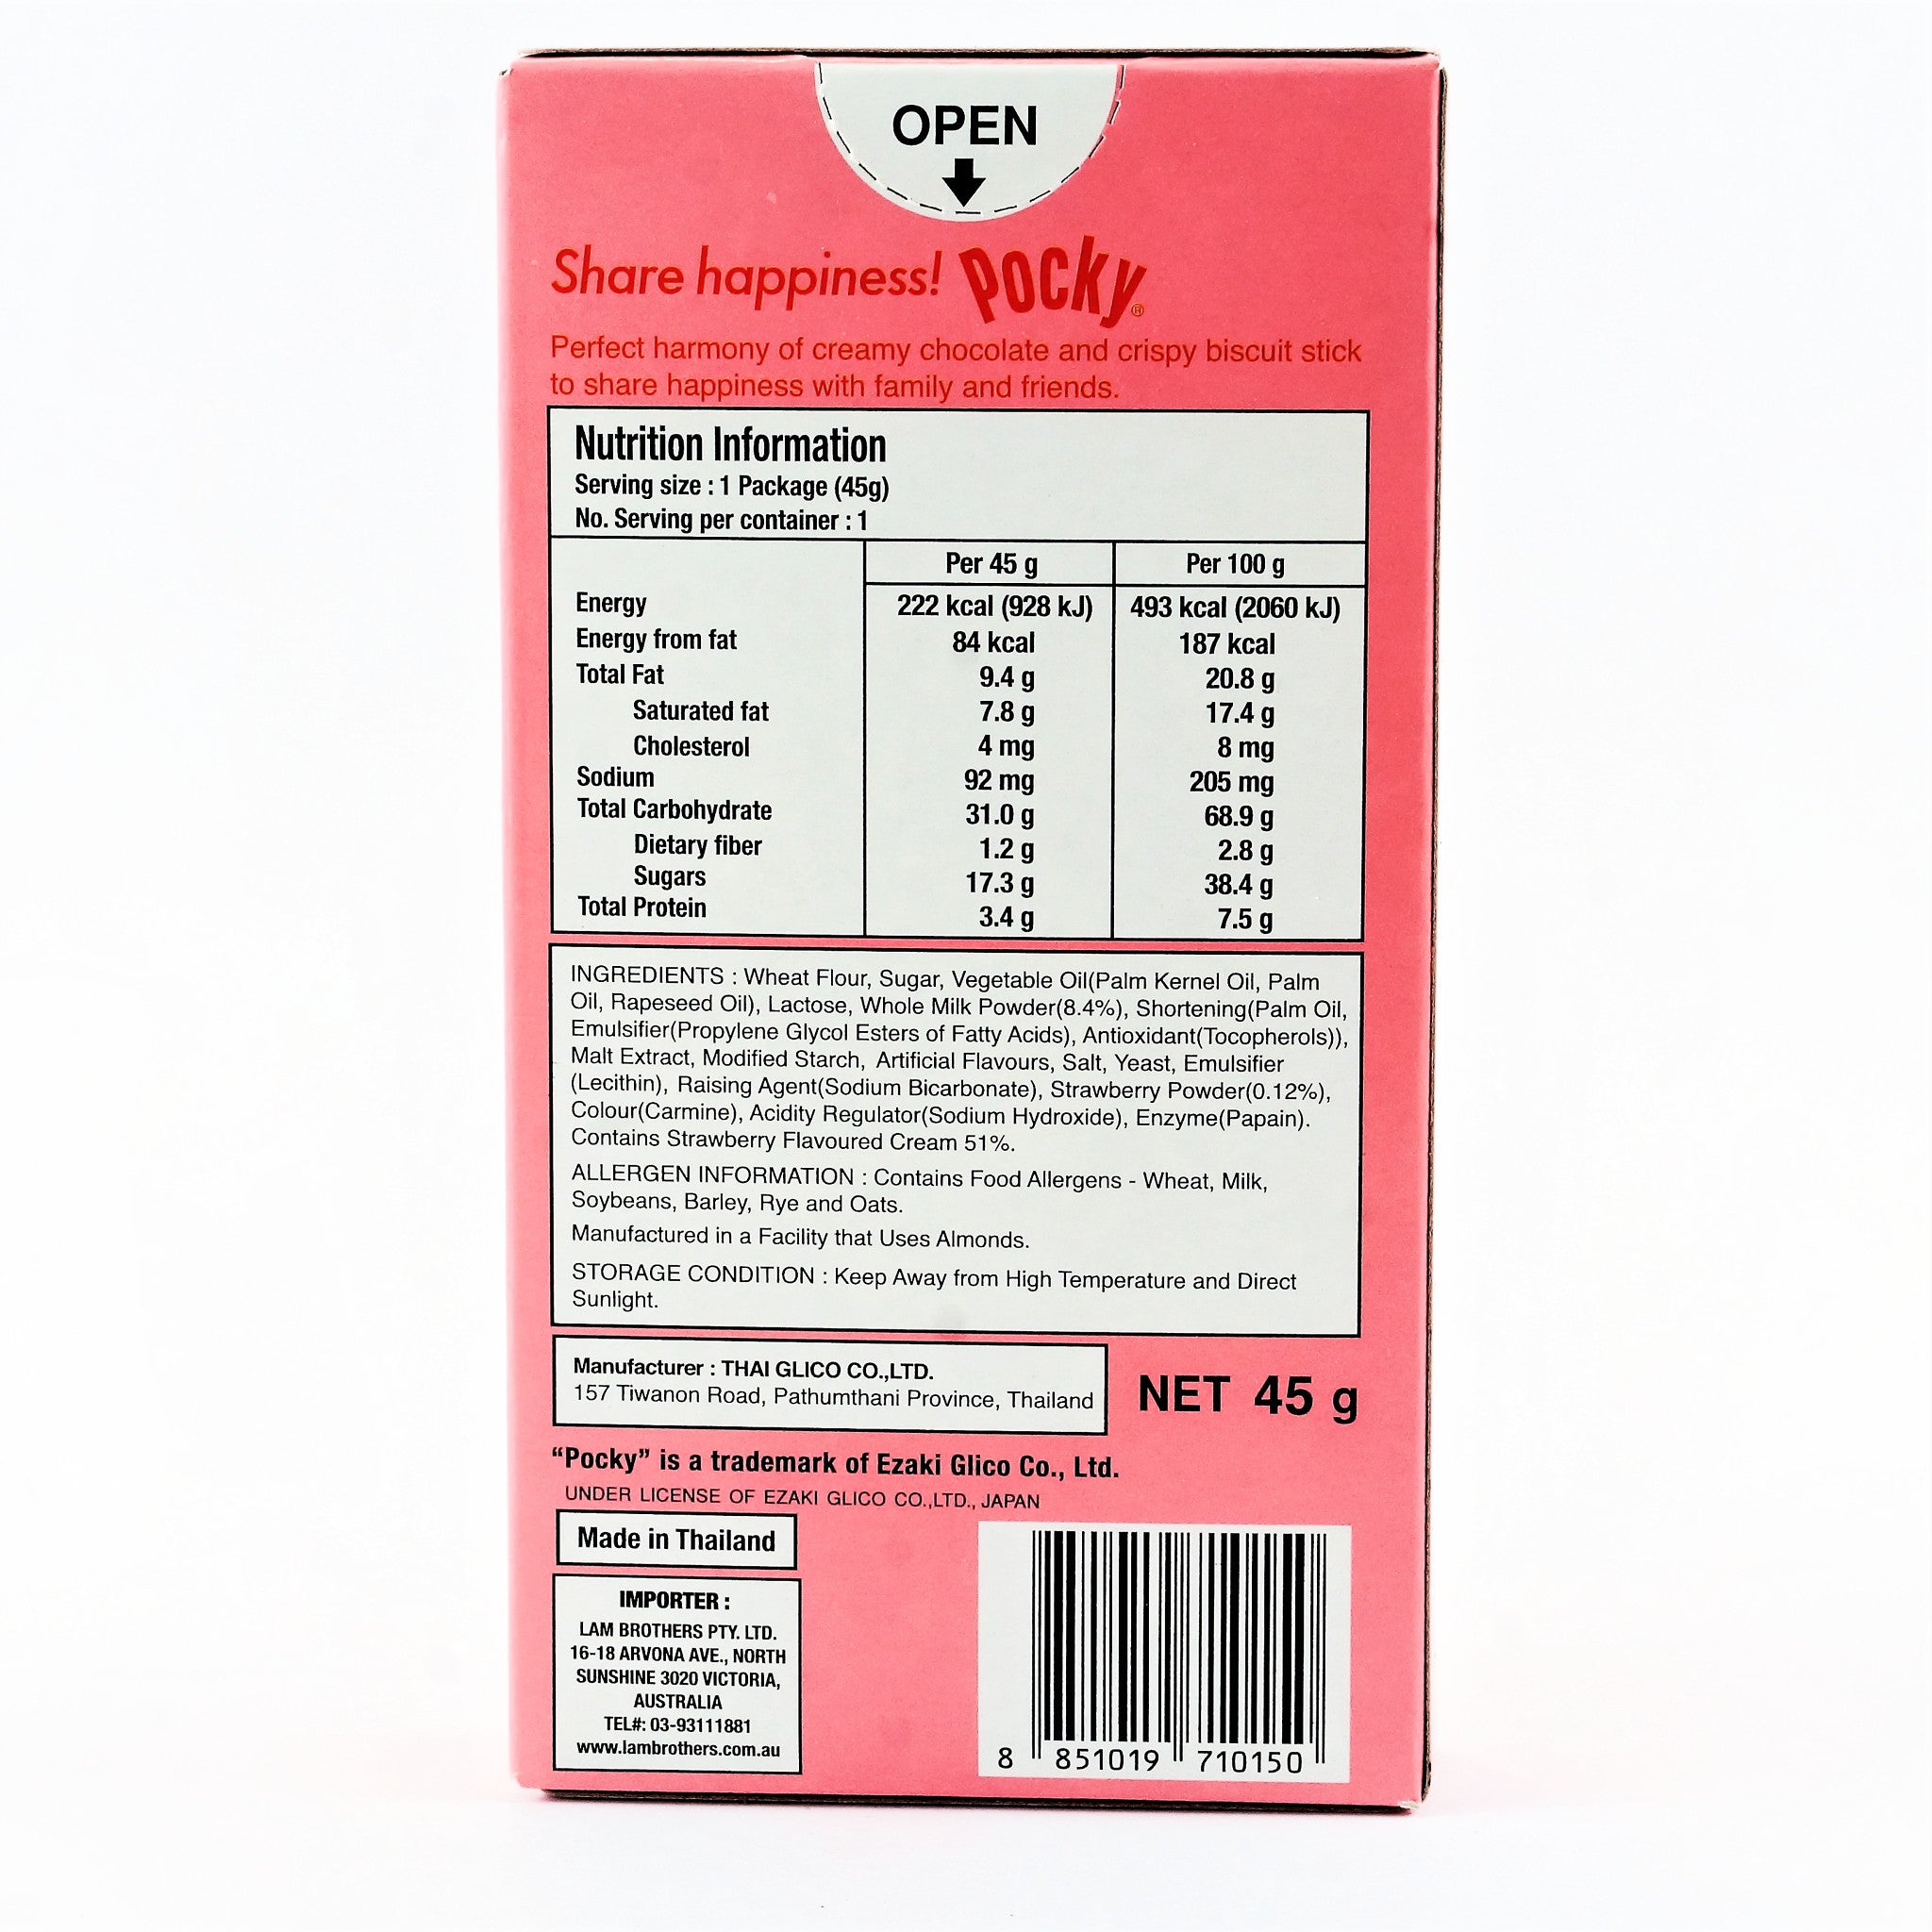 OPEN
Share happiness! Pocky®
Perfect harmony of creamy chocolate and crispy biscuit stick
to share happiness with family and friends.
Nutrition Information
Serving size : 1 Package (45g)
No. Serving per container : 1
Per 45 g Per 100 g
Energy 222 kcal (928 kJ) 493 kcal (2060 kJ)
Energy from fat 84 kcal 187 kcal
Total Fat 9.4 g 20.8 g
Saturated fat 7.8 g 17.4 g
Cholesterol 4 mg 8 mg
Sodium 92 mg 205 mg
Total Carbohydrate 31.0 g 68.9 g
Dietary fiber 1.2 g 2.8 g
Sugars 17.3 g 38.4 g
Total Protein 3.4 g 7.5 g
INGREDIENTS : Wheat Flour, Sugar, Vegetable Oil(Palm Kernel Oil, Palm
Oil, Rapeseed Oil), Lactose, Whole Milk Powder(8.4%), Shortening(Palm Oil,
Emulsifier(Propylene Glycol Esters of Fatty Acids), Antioxidant(Tocopherols)),
Malt Extract, Modified Starch, Artificial Flavours, Salt, Yeast, Emulsifier
(Lecithin), Raising Agent(Sodium Bicarbonate), Strawberry Powder(0.12%),
Colour(Carmine), Acidity Regulator(Sodium Hydroxide), Enzyme(Papain).
Contains Strawberry Flavoured Cream 51%.
ALLERGEN INFORMATION : Contains Food Allergens - Wheat, Milk,
Soybeans, Barley, Rye and Oats.
Manufactured in a Facility that Uses Almonds.
STORAGE CONDITION : Keep Away from High Temperature and Direct
Sunlight.
Manufacturer : THAI GLICO CO.,LTD.
157 Tiwanon Road, Pathumthani Province, Thailand
NET 45 g
“Pocky” is a trademark of Ezaki Glico Co., Ltd.
UNDER LICENSE OF EZAKI GLICO CO.,LTD., JAPAN
Made in Thailand
IMPORTER :
LAM BROTHERS PTY. LTD.
16-18 ARVONA AVE., NORTH
SUNSHINE 3020 VICTORIA,
AUSTRALIA
TEL#: 03-93111881
www.lambrothers.com.au
8 851019 710150